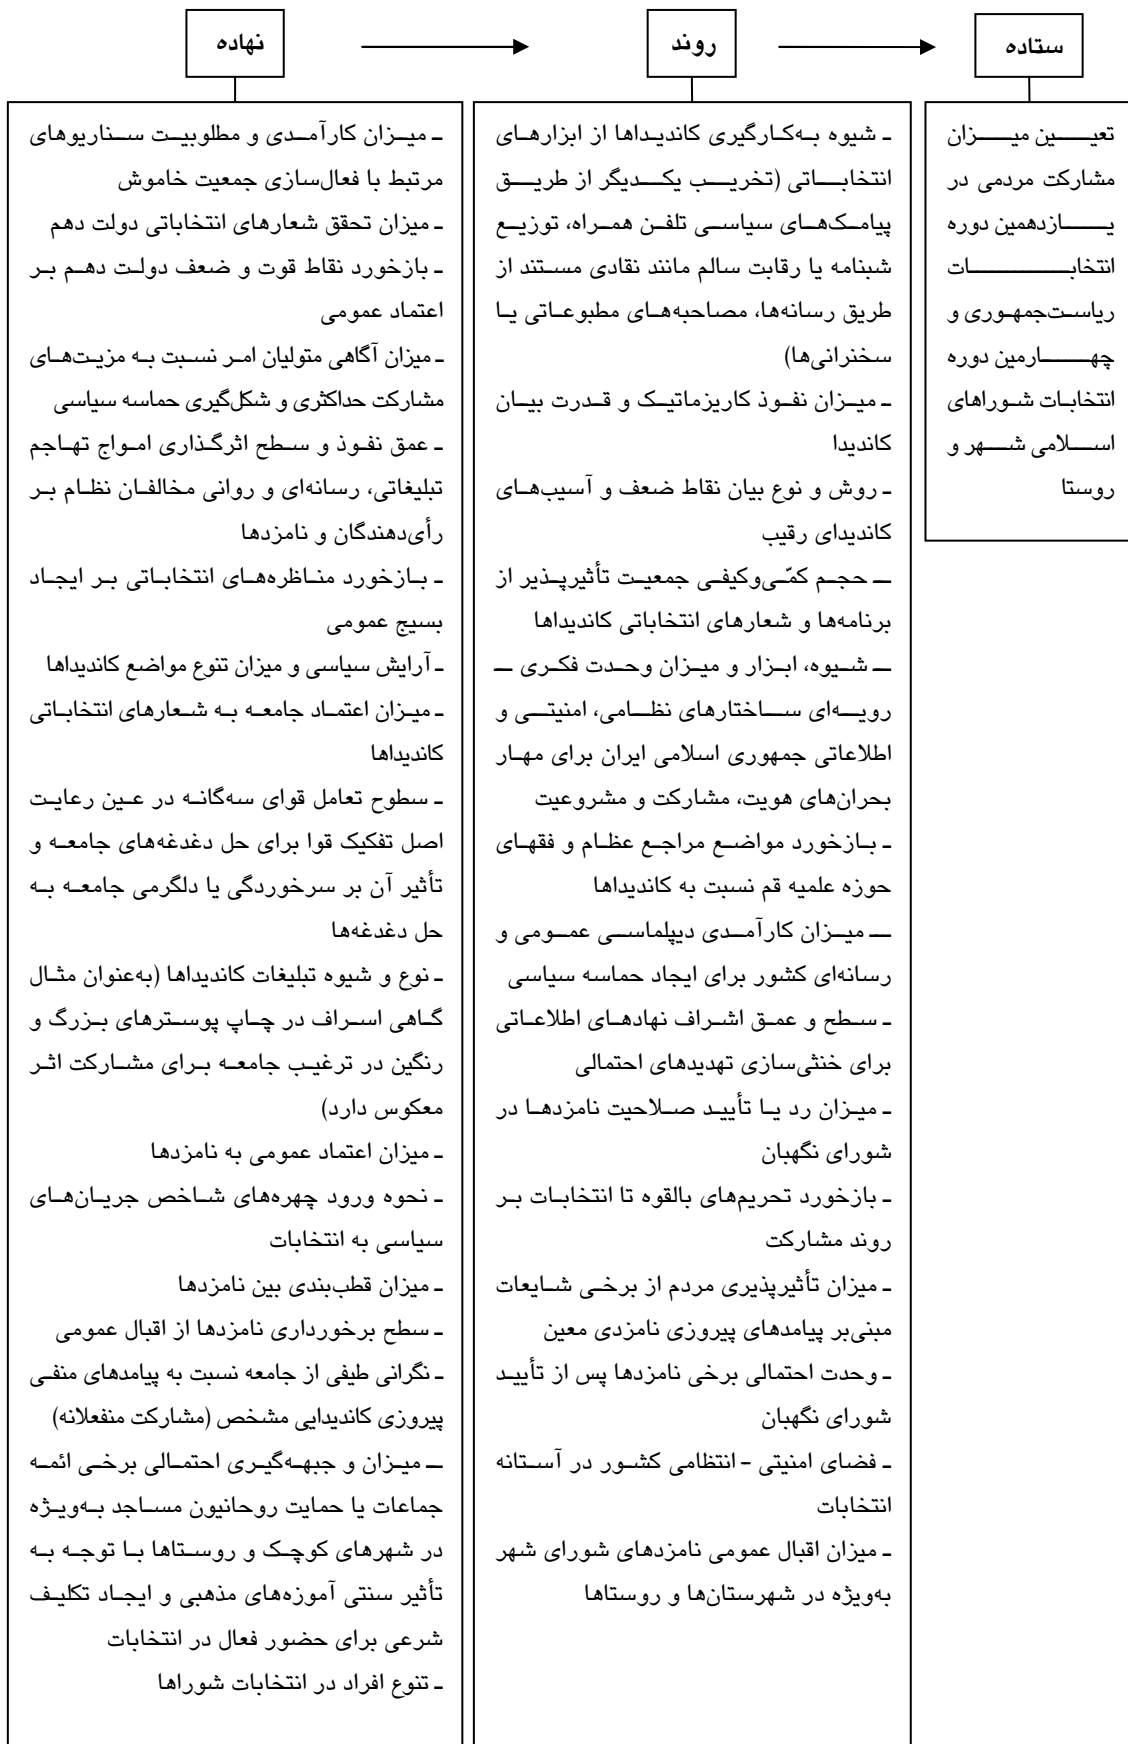 نهاده
روند
ستاده
ـ میزان کارآمدی و مطلوبیت سناریوهای
مرتبط با فعال‌سازی جمعیت خاموش
ـ میزان تحقق شعارهای انتخاباتی دولت دهم
ـ بازخورد نقاط قوت و ضعف دولت دهم بر
اعتماد عمومی
ـ میزان آگاهی متولیان امر نسبت به مزیت‌های
مشارکت حداکثری و شکل‌گیری حماسه سیاسی
ـ عمق نفوذ و سطح اثرگذاری امواج تهاجم
تبلیغاتی، رسانه‌ای و روانی مخالفان نظام بر
رأی‌دهندگان و نامزدها
ـ بازخورد مناظره‌های انتخاباتی بر ایجاد
بسیج عمومی
ـ آرایش سیاسی و میزان تنوع مواضع کاندیداها
ـ میزان اعتماد جامعه به شعارهای انتخاباتی
کاندیداها
ـ سطوح تعامل قوای سه‌گانه در عین رعایت
اصل تفکیک قوا برای حل دغدغه‌های جامعه و
تأثیر آن بر سرخوردگی یا دلگرمی جامعه به
حل دغدغه‌ها
ـ نوع و شیوه تبلیغات کاندیداها (به‌عنوان مثال
گاهی اسراف در چاپ پوسترهای بزرگ و
رنگین در ترغیب جامعه برای مشارکت اثر
معکوس دارد)
ـ میزان اعتماد عمومی به نامزدها
ـ نحوه ورود چهره‌های شاخص جریان‌های
سیاسی به انتخابات
ـ میزان قطب‌بندی بین نامزدها
ـ سطح برخورداری نامزدها از اقبال عمومی
ـ نگرانی طیفی از جامعه نسبت به پیامدهای منفی
پیروزی کاندیدایی مشخص (مشارکت منفعلانه)
ـ میزان و جبهه‌گیری احتمالی برخی ائمه
جماعات یا حمایت روحانیون مساجد به‌ویژه
در شهرهای کوچک و روستاها با توجه به
تأثیر سنتی آموزه‌های مذهبی و ایجاد تکلیف
شرعی برای حضور فعال در انتخابات
ـ تنوع افراد در انتخابات شوراها
ـ شیوه به‌کارگیری کاندیداها از ابزارهای
انتخاباتی (تخریب یکدیگر از طریق
پیامک‌های سیاسی تلفن همراه، توزیع
شبنامه یا رقابت سالم مانند نقادی مستند از
طریق رسانه‌ها، مصاحبه‌های مطبوعاتی یا
سخنرانی‌ها)
ـ میزان نفوذ کاریزماتیک و قدرت بیان
کاندیدا
ـ روش و نوع بیان نقاط ضعف و آسیب‌های
کاندیدای رقیب
ـ حجم کمّی‌وکیفی جمعیت تأثیرپذیر از
برنامه‌ها و شعارهای انتخاباتی کاندیداها
ـ شیوه، ابزار و میزان وحدت فکری ـ
رویه‌ای ساختارهای نظامی، امنیتی و
اطلاعاتی جمهوری اسلامی ایران برای مهار
بحران‌های هویت، مشارکت و مشروعیت
ـ بازخورد مواضع مراجع عظام و فقهای
حوزه علمیه قم نسبت به کاندیداها
ـ میزان کارآمدی دیپلماسی عمومی و
رسانه‌ای کشور برای ایجاد حماسه سیاسی
ـ سطح و عمق اشراف نهادهای اطلاعاتی
برای خنثی‌سازی تهدیدهای احتمالی
ـ میزان رد یا تأیید صلاحیت نامزدها در
شورای نگهبان
ـ بازخورد تحریم‌های بالقوه تا انتخابات بر
روند مشارکت
ـ میزان تأثیرپذیری مردم از برخی شایعات
مبنی‌بر پیامدهای پیروزی نامزدی معین
ـ وحدت احتمالی برخی نامزدها پس از تأیید
شورای نگهبان
ـ فضای امنیتی - انتظامی کشور در آستانه
انتخابات
ـ میزان اقبال عمومی نامزدهای شورای شهر
به‌ویژه در شهرستان‌ها و روستاها
تعیین میزان
مشارکت مردمی در
یازدهمین دوره
انتخابات
ریاست‌جمهوری و
چهارمین دوره
انتخابات شوراهای
اسلامی شهر و
روستا